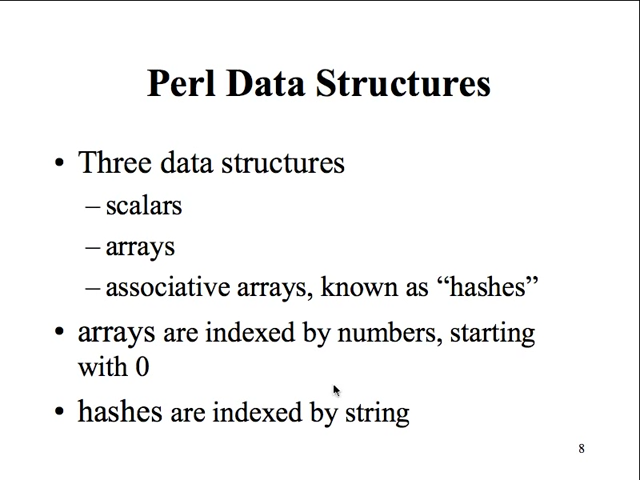 Perl Data Structures
• Three data structures
– scalars
– arrays
– associative arrays, known as “hashes”
• arrays are indexed by numbers, starting
with 0
• hashes are indexed by string
8